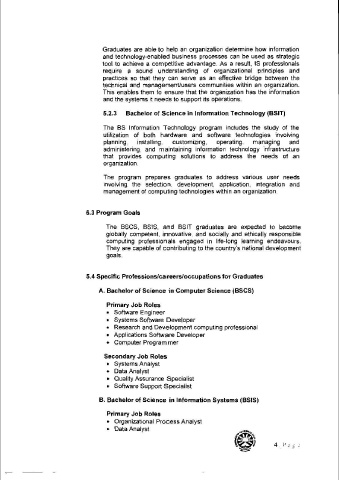 Graduates are able to help an organization determine how information
and technology-enabled business processes can be used as strategic
tool to achieve a competitive advantage. As a result, IS professionals
require a sound understanding of organizational principles and
practices so that they can serve as an effective bridge between the
technical and management/users communities within an organization.
This enables them to ensure that the organization has the information
and the systems it needs to support its operations.
5.2.3 Bachelor of Science in Information Technology (BSIT)
The BS Information Technology program includes the study of the
utilization of both hardware and software technologies involving
planning, installing, customizing, operating, managing and
administering, and maintaining information technology infrastructure
that provides computing solutions to address the needs of an
organization.
The program prepares graduates to address various user needs
involving the selection, development, application, integration and
management of computing technologies within an organization.
5.3 Program Goals
The BSCS, BSIS, and BSIT graduates are expected to become
globally competent, innovative, and socially and ethically responsible
computing professionals engaged in life-long learning endeavours.
They are capable of contributing to the country's national development
goals.
5.4 Specific Professions/careers/occupations for Graduates
A. Bachelor of Science in Computer Science (BSCS)
Primary Job Roles
• Software Engineer
• Systems Software Developer
• Research and Development computing professional
• Applications Software Developer
• Computer Programmer
Secondary Job Roles
• Systems Analyst
• Data Analyst
• Quality Assurance Specialist
• Software Support Specialist
B. Bachelor of Science in Information Systems (BSIS)
Primary Job Roles
• Organizational Process Analyst
• Data Analyst
4 Page